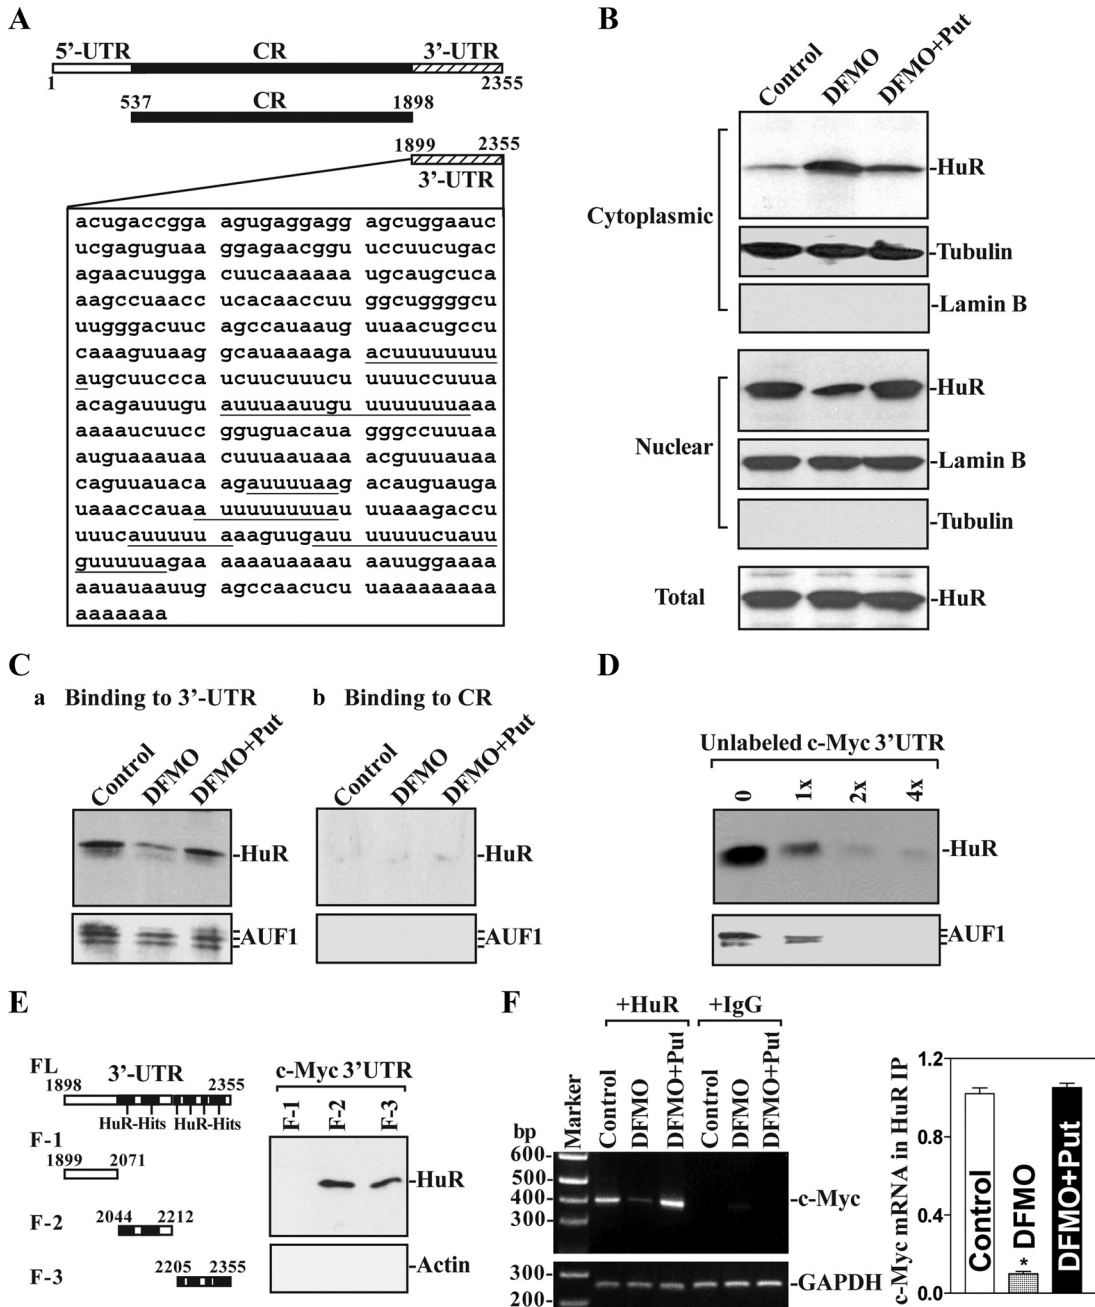 A
5'-UTR CR 3'-UTR
1 2355
537 CR 1898
1899 2355
3'-UTR
acugaccgga agugaggagg agcuggaauc
ucgaguguaa ggagaacggu uccuucugac
agaacuugga cuucaaaaaa ugcaugcuca
aagccuaacc ucacaaccuu ggcuggggcu
uugggacuuc agccauaaug uuaacugccu
caaaguuaag gcauaaaaga acuuuuuuuu
augcuuccca ucuucuuucu uuuuccuuua
acagauuugu auuuaauugu uuuuuuuaaa
aaaaucuucc gguguacaua gggccuuuaa
auguaaauaa cuuuaauaaa acguuuauaa
caguuauaca agauuuuaag acauguauga
uaaaccauaa uuuuuuuuau uuaaagaccu
uuucauuuuu aaaguugauu uuuuucuauu
guuuuuagaa aaaauaaaau aauuggaaaa
aauauaauug agccaacucu uaaaaaaaaa
aaaaaaa
B
Control DFMO DFMO+Put
Cytoplasmic
-HuR
-Tubulin
-Lamin B
Nuclear
-HuR
-Lamin B
-Tubulin
Total
-HuR
C
a Binding to 3'-UTR
Control DFMO DFMO+Put
-HuR
AUF1
b Binding to CR
Control DFMO DFMO+Put
-HuR
AUF1
D
Unlabeled c-Myc 3'UTR
0 1x 2x 4x
-HuR
AUF1
E
FL 3'-UTR
1898 2355
HuR-Hits HuR-Hits
F-1
1899 2071
F-2
2044 2212
F-3
2205 2355
c-Myc 3'UTR
F-1 F-2 F-3
-HuR
-Actin
F
+HuR +IgG
Marker Control DFMO DFMO+Put Control DFMO DFMO+Put
bp
600-
500-
400-
300-
-c-Myc
300-
200-
-GAPDH
c-Myc mRNA in HuR IP
1.2
0.8
0.4
0.0
Control
* DFMO
DFMO+Put